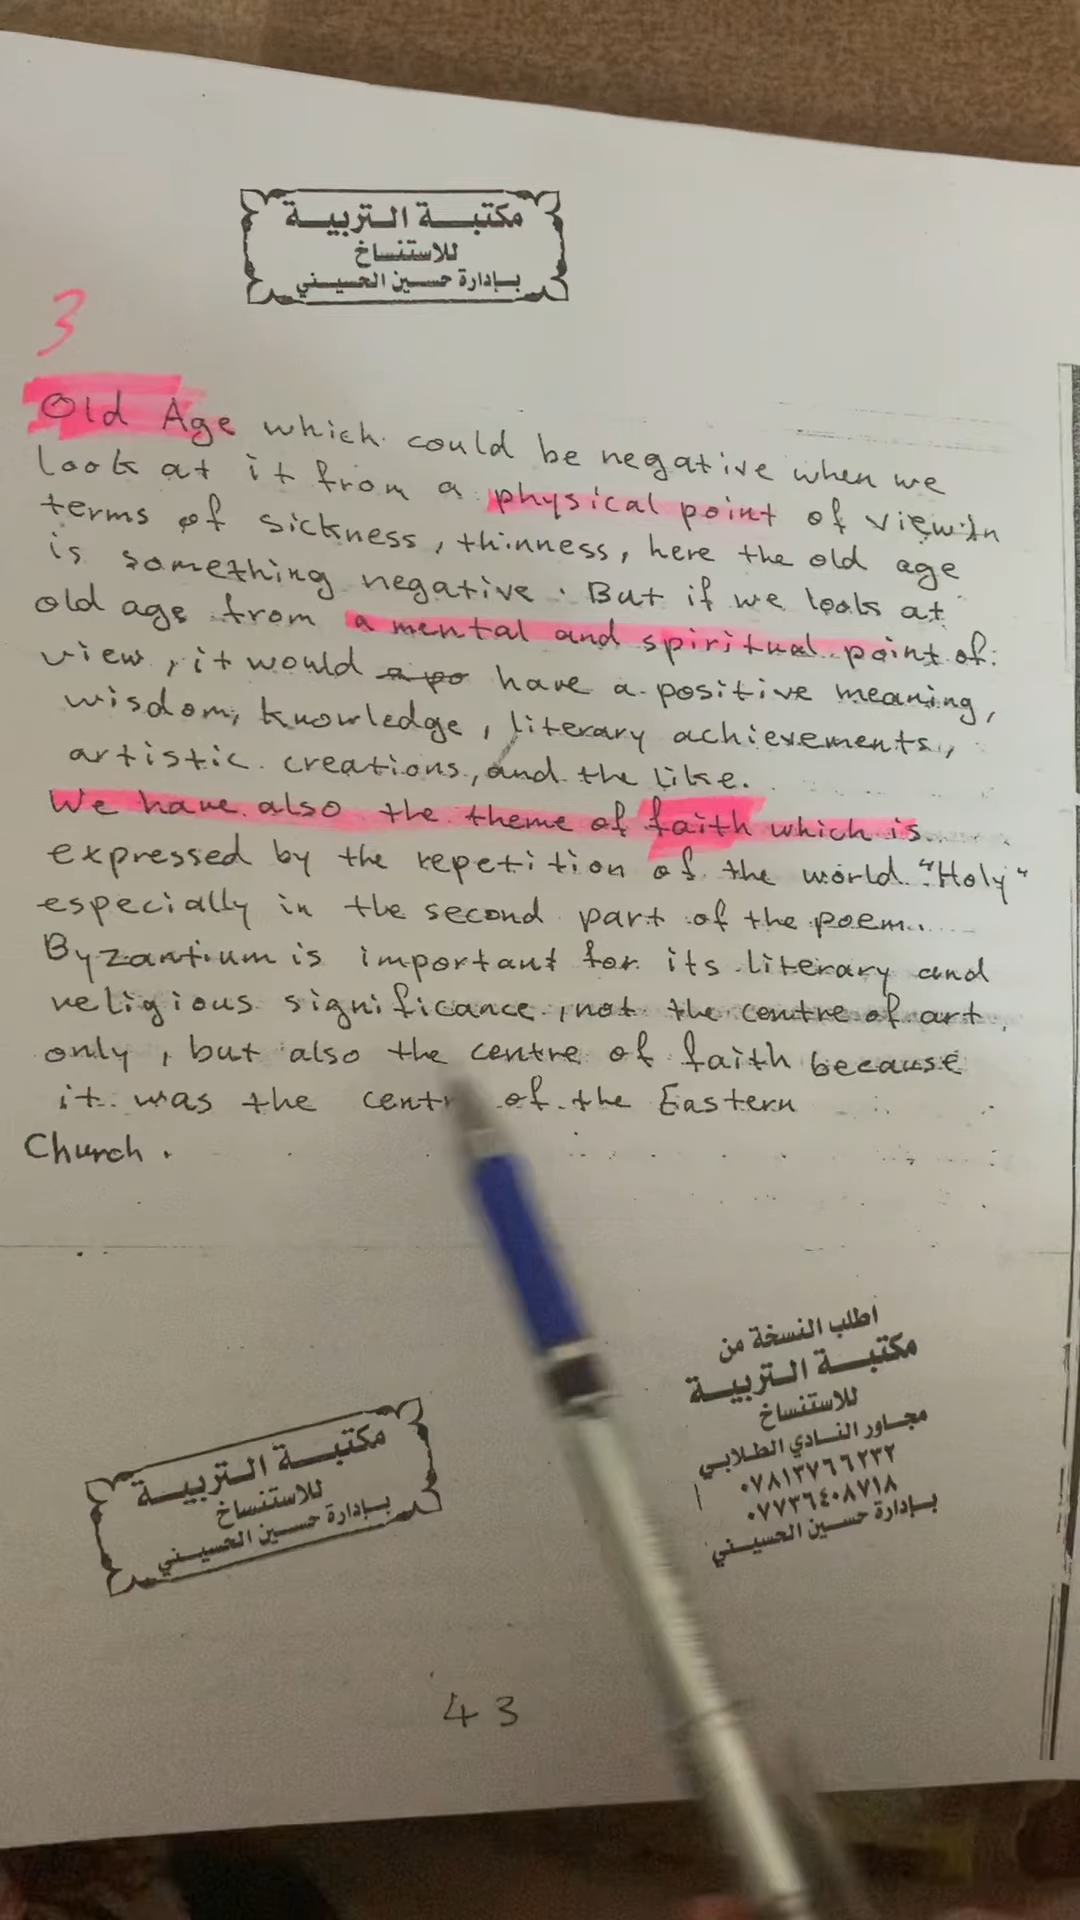 مكتبة التربية
للاستنساخ
بإدارة حسين الحسيني
3
Old Age which could be negative when we
look at it from a physical point of view:In
terms of sickness, thinness, here the old age
is something negative. But if we look at
old age from a mental and spiritual point of
view, it would a po have a positive meaning,
wisdom, knowledge, literary achievements,
artistic creations, and the like.
We have also the theme of faith which is
expressed by the repetition of the world "Holy"
especially in the second part of the poem.
Byzantium is important for its literary and
religious significance, not the centre of art
only, but also the centre of faith because
it was the centr of the Eastern
Church.
اطلب النسخة من
مكتبة التربية
للاستنساخ
مجاور النادي الطلابي
٠٧٨١٣٧٦٦٢٣٢
٠٧٧٣٦٤٠٨٧١٨
بإدارة حسين الحسيني
مكتبة التربية
للاستنساخ
بإدارة حسين الحسيني
43